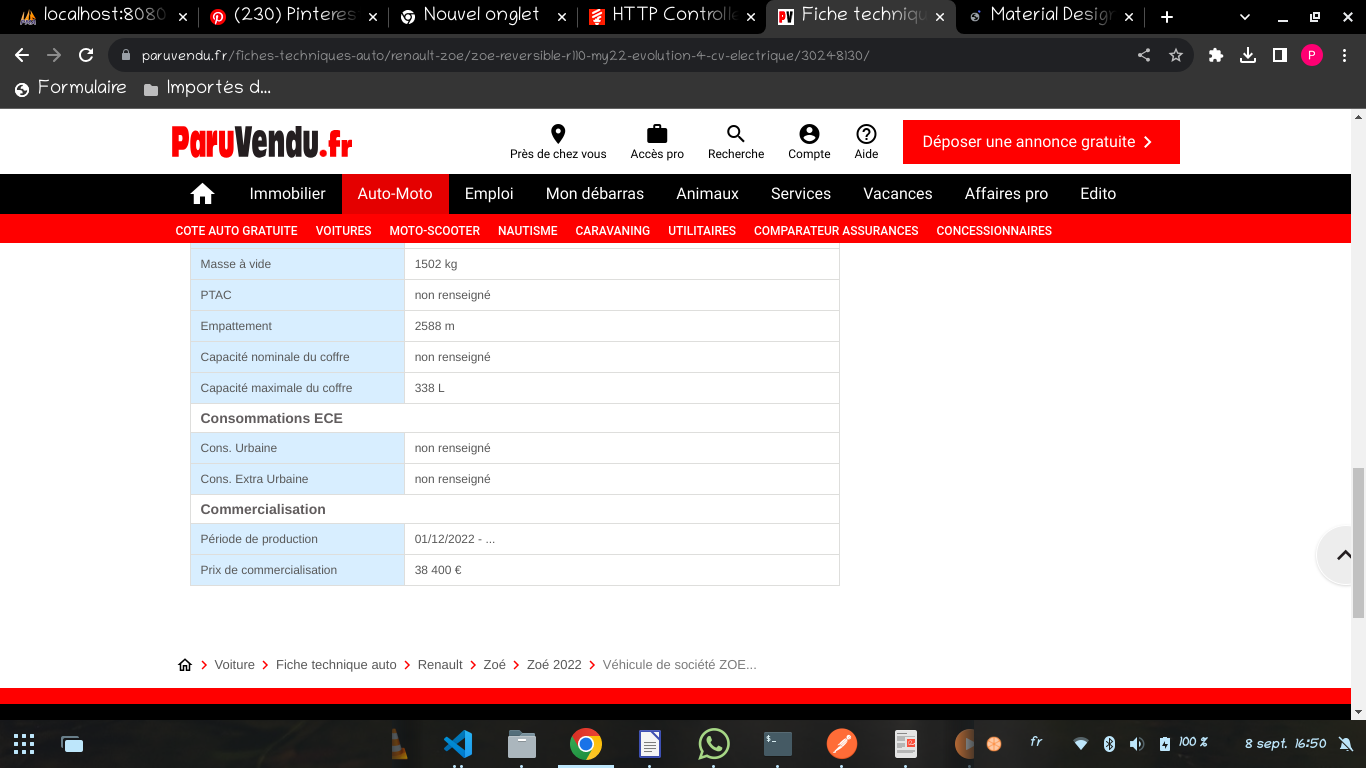 localhost:8080
(230) Pinteres
Nouvel onglet
HTTP Controlle
Fiche techniqu
Material Design
paruvendu.fr/fiches-techniques-auto/renault-zoe/zoe-reversible-r110-my22-evolution-4-cv-electrique/30248130/
P
Formulaire
Importés d...
ParuVendu.fr
Près de chez vous
Accès pro
Recherche
Compte
Aide
Déposer une annonce gratuite
Immobilier
Auto-Moto
Emploi
Mon débarras
Animaux
Services
Vacances
Affaires pro
Edito
COTE AUTO GRATUITE
VOITURES
MOTO-SCOOTER
NAUTISME
CARAVANING
UTILITAIRES
COMPARATEUR ASSURANCES
CONCESSIONNAIRES
Masse à vide 1502 kg
PTAC non renseigné
Empattement 2588 m
Capacité nominale du coffre non renseigné
Capacité maximale du coffre 338 L
Consommations ECE
Cons. Urbaine non renseigné
Cons. Extra Urbaine non renseigné
Commercialisation
Période de production 01/12/2022 - ...
Prix de commercialisation 38 400 €
Voiture
Fiche technique auto
Renault
Zoé
Zoé 2022
Véhicule de société ZOE...
fr
100 %
8 sept. 16:50